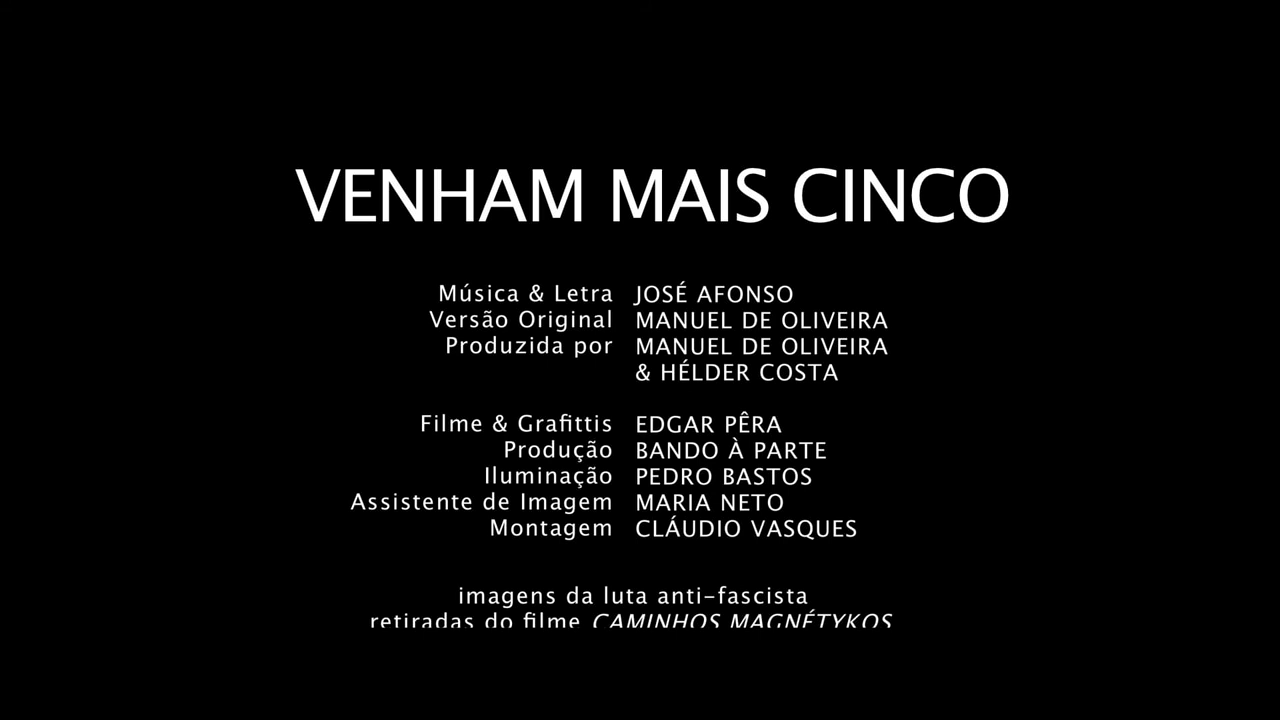 VENHAM MAIS CINCO
Música & Letra JOSÉ AFONSO
Versão Original MANUEL DE OLIVEIRA
Produzida por MANUEL DE OLIVEIRA
& HÉLDER COSTA
Filme & Grafittis EDGAR PÊRA
Produção BANDO À PARTE
Iluminação PEDRO BASTOS
Assistente de Imagem MARIA NETO
Montagem CLÁUDIO VASQUES
imagens da luta anti-fascista
retiradas do filme CAMINHOS MAGNÉTYKOS